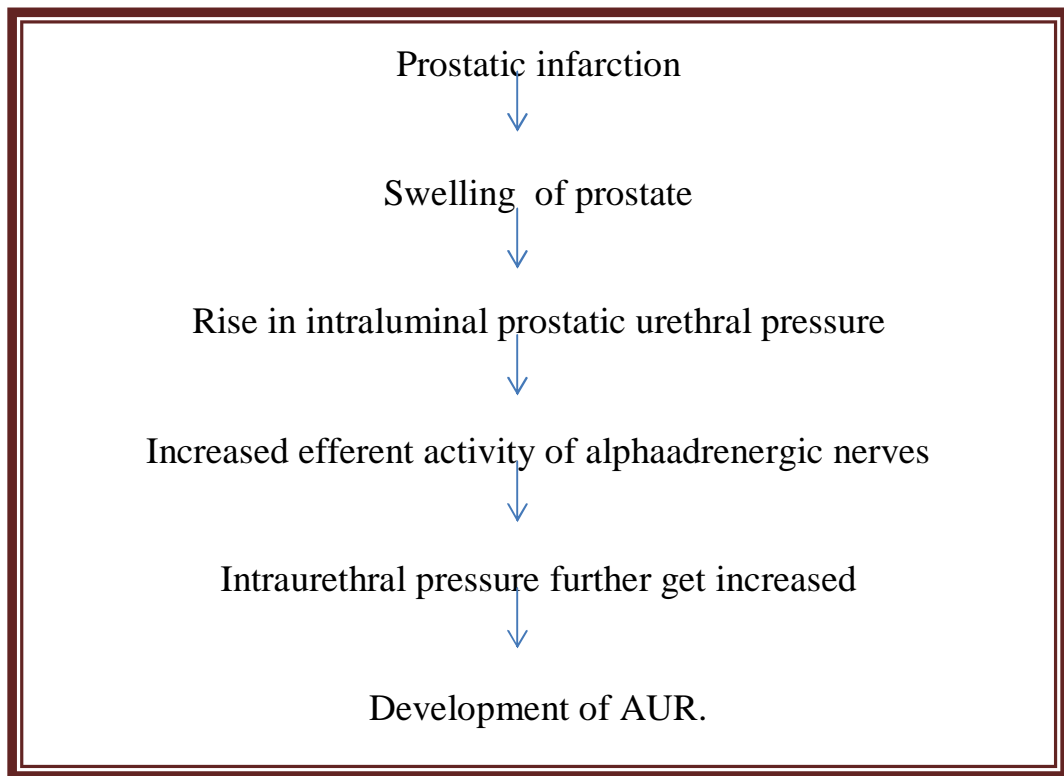 Prostatic infarction
Swelling of prostate
Rise in intraluminal prostatic urethral pressure
Increased efferent activity of alphaadrenergic nerves
Intraurethral pressure further get increased
Development of AUR.